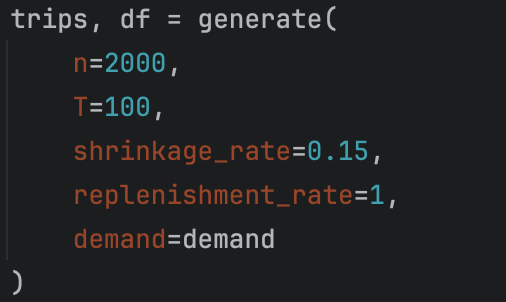 trips, df = generate(
    n=2000,
    T=100,
    shrinkage_rate=0.15,
    replenishment_rate=1,
    demand=demand
)